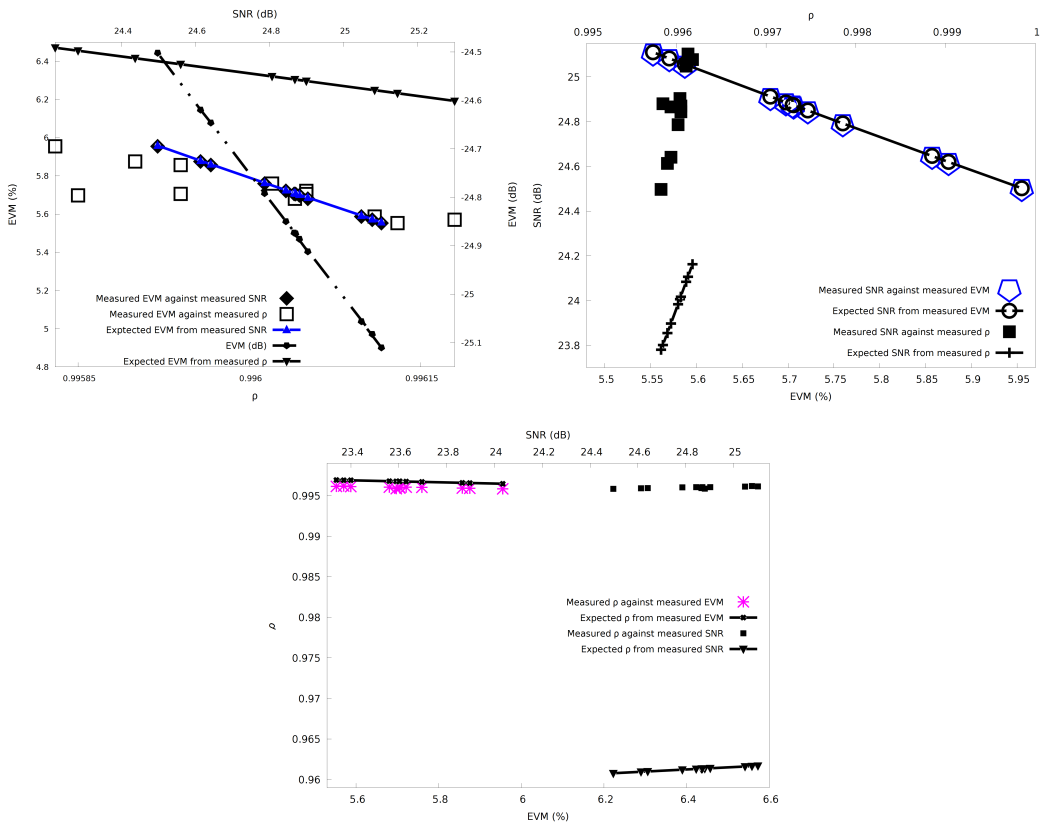 SNR (dB)
24.4 24.6 24.8 25 25.2
6.4
6.2
6
5.8
5.6
5.4
5.2
5
4.8
EVM (%)
-24.5
-24.6
-24.7
-24.8
-24.9
-25
-25.1
EVM (dB)
Measured EVM against measured SNR
Measured EVM against measured ρ
Exptected EVM from measured SNR
EVM (dB)
Expected EVM from measured ρ
0.99585 0.996 0.99615
ρ
ρ
0.995 0.996 0.997 0.998 0.999 1
25
24.8
24.6
24.4
24.2
24
23.8
SNR (dB)
Measured SNR against measured EVM
Expected SNR from measured EVM
Measured SNR against measured ρ
Expected SNR from measured ρ
5.5 5.55 5.6 5.65 5.7 5.75 5.8 5.85 5.9 5.95
EVM (%)
SNR (dB)
23.4 23.6 23.8 24 24.2 24.4 24.6 24.8 25
0.995
0.99
0.985
0.98
0.975
0.97
0.965
0.96
ρ
Measured ρ against measured EVM
Expected ρ from measured EVM
Measured ρ against measured SNR
Expected ρ from measured SNR
5.6 5.8 6 6.2 6.4 6.6
EVM (%)